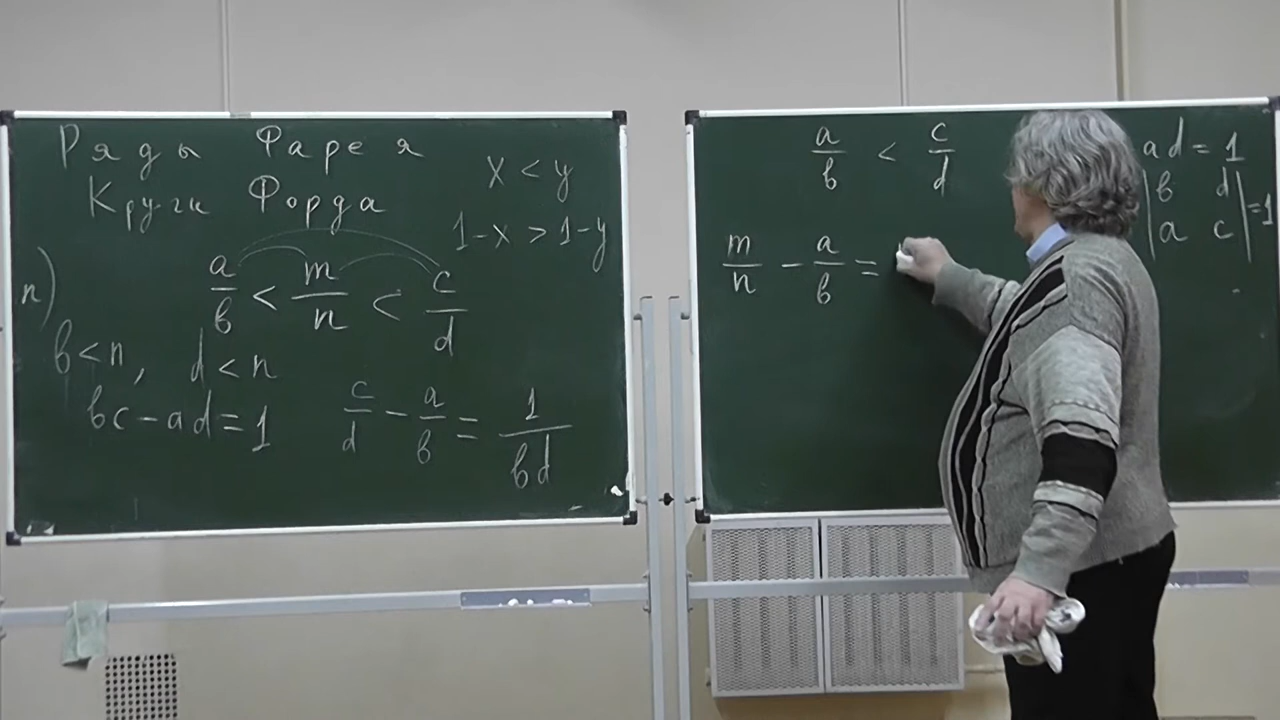 Ряды Фарея
Круги Форда
x < y
1-x > 1-y
n)
a/b < m/n < c/d
b < n, d < n
bc - ad = 1
c/d - a/b = 1/bd
a/b < c/d
ad = 1
|b d|
|a c| = 1
m/n - a/b =